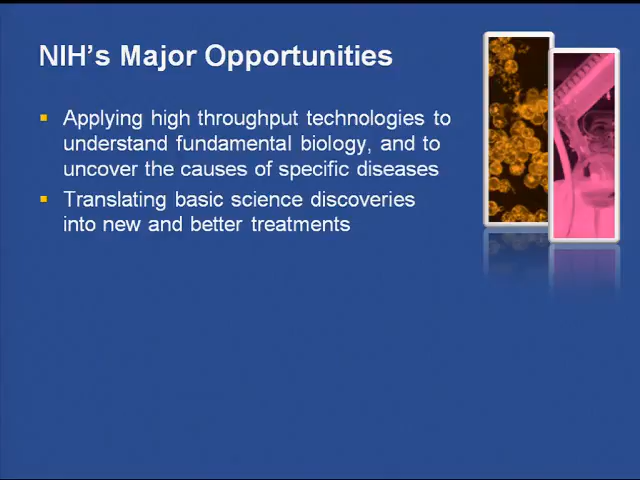 NIH’s Major Opportunities
Applying high throughput technologies to
understand fundamental biology, and to
uncover the causes of specific diseases
Translating basic science discoveries
into new and better treatments